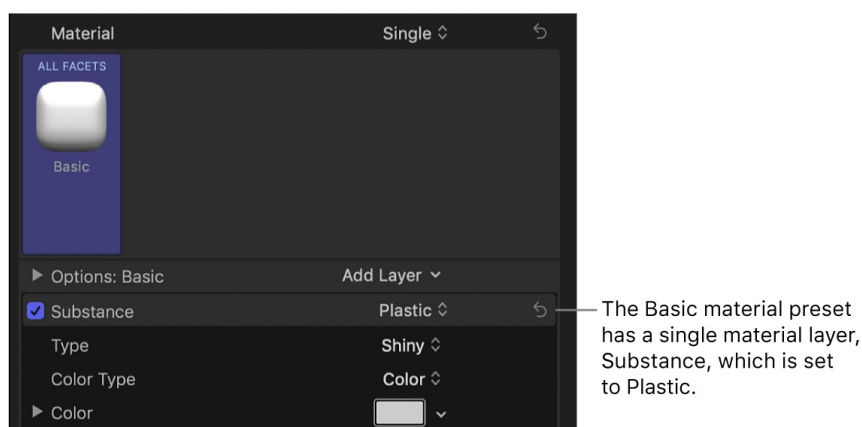 Material Single
ALL FACETS
Basic
Options: Basic Add Layer
Substance Plastic
Type Shiny
Color Type Color
Color
The Basic material preset
has a single material layer,
Substance, which is set
to Plastic.